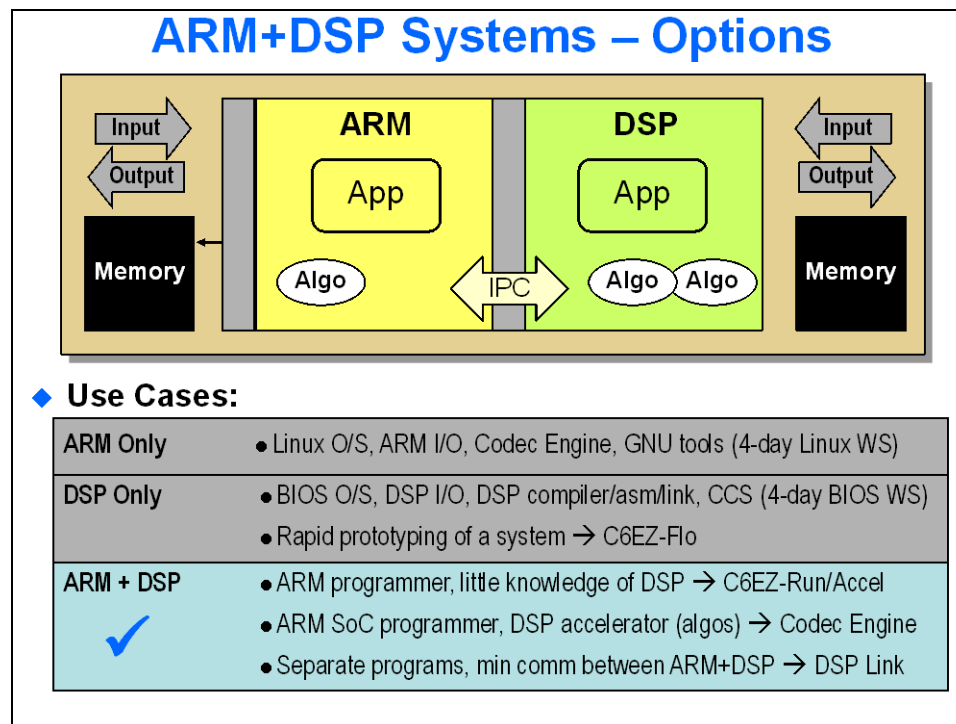 ARM+DSP Systems – Options
Input
Output
Memory
ARM
App
Algo
IPC
DSP
App
Algo
Algo
Input
Output
Memory
◆ Use Cases:
ARM Only
● Linux O/S, ARM I/O, Codec Engine, GNU tools (4-day Linux WS)
DSP Only
● BIOS O/S, DSP I/O, DSP compiler/asm/link, CCS (4-day BIOS WS)
● Rapid prototyping of a system → C6EZ-Flo
ARM + DSP
● ARM programmer, little knowledge of DSP → C6EZ-Run/Accel
● ARM SoC programmer, DSP accelerator (algos) → Codec Engine
● Separate programs, min comm between ARM+DSP → DSP Link